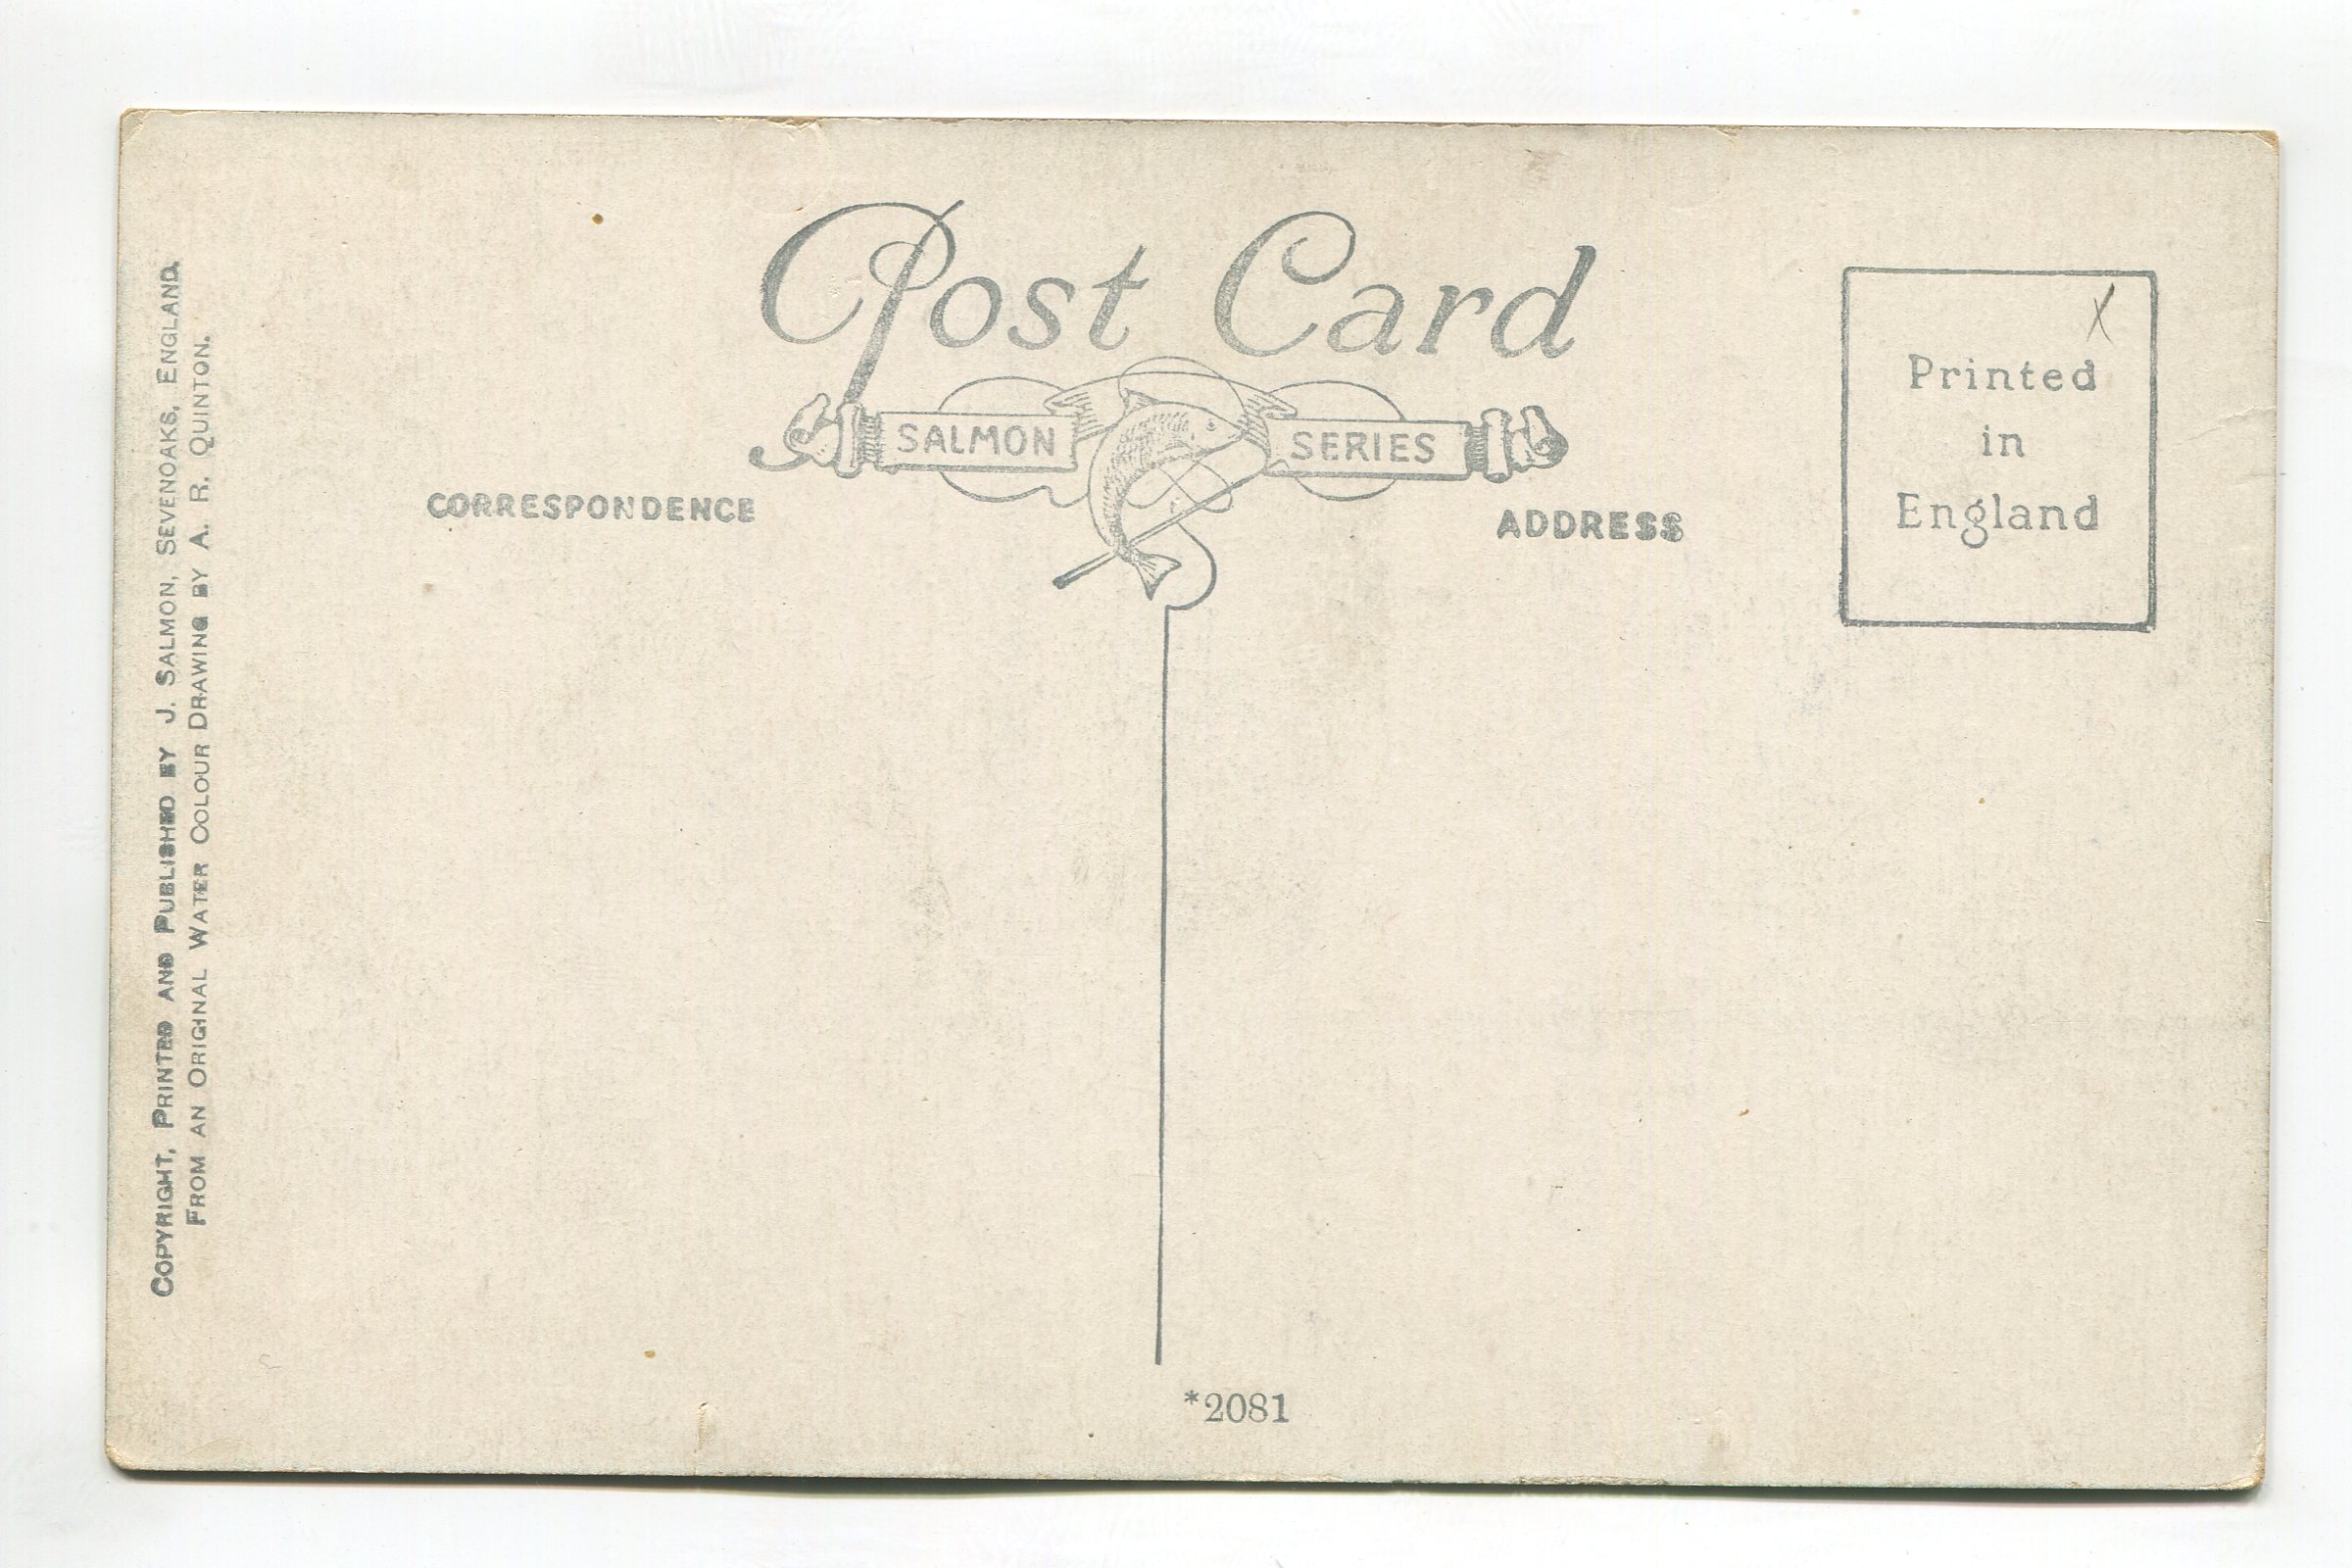 Post Card
SALMON SERIES
CORRESPONDENCE
ADDRESS
Printed
in
England
X
COPYRIGHT, PRINTED AND PUBLISHED BY J. SALMON, SEVENOAKS, ENGLAND.
FROM AN ORIGINAL WATER COLOUR DRAWING BY A. R. QUINTON.
*2081